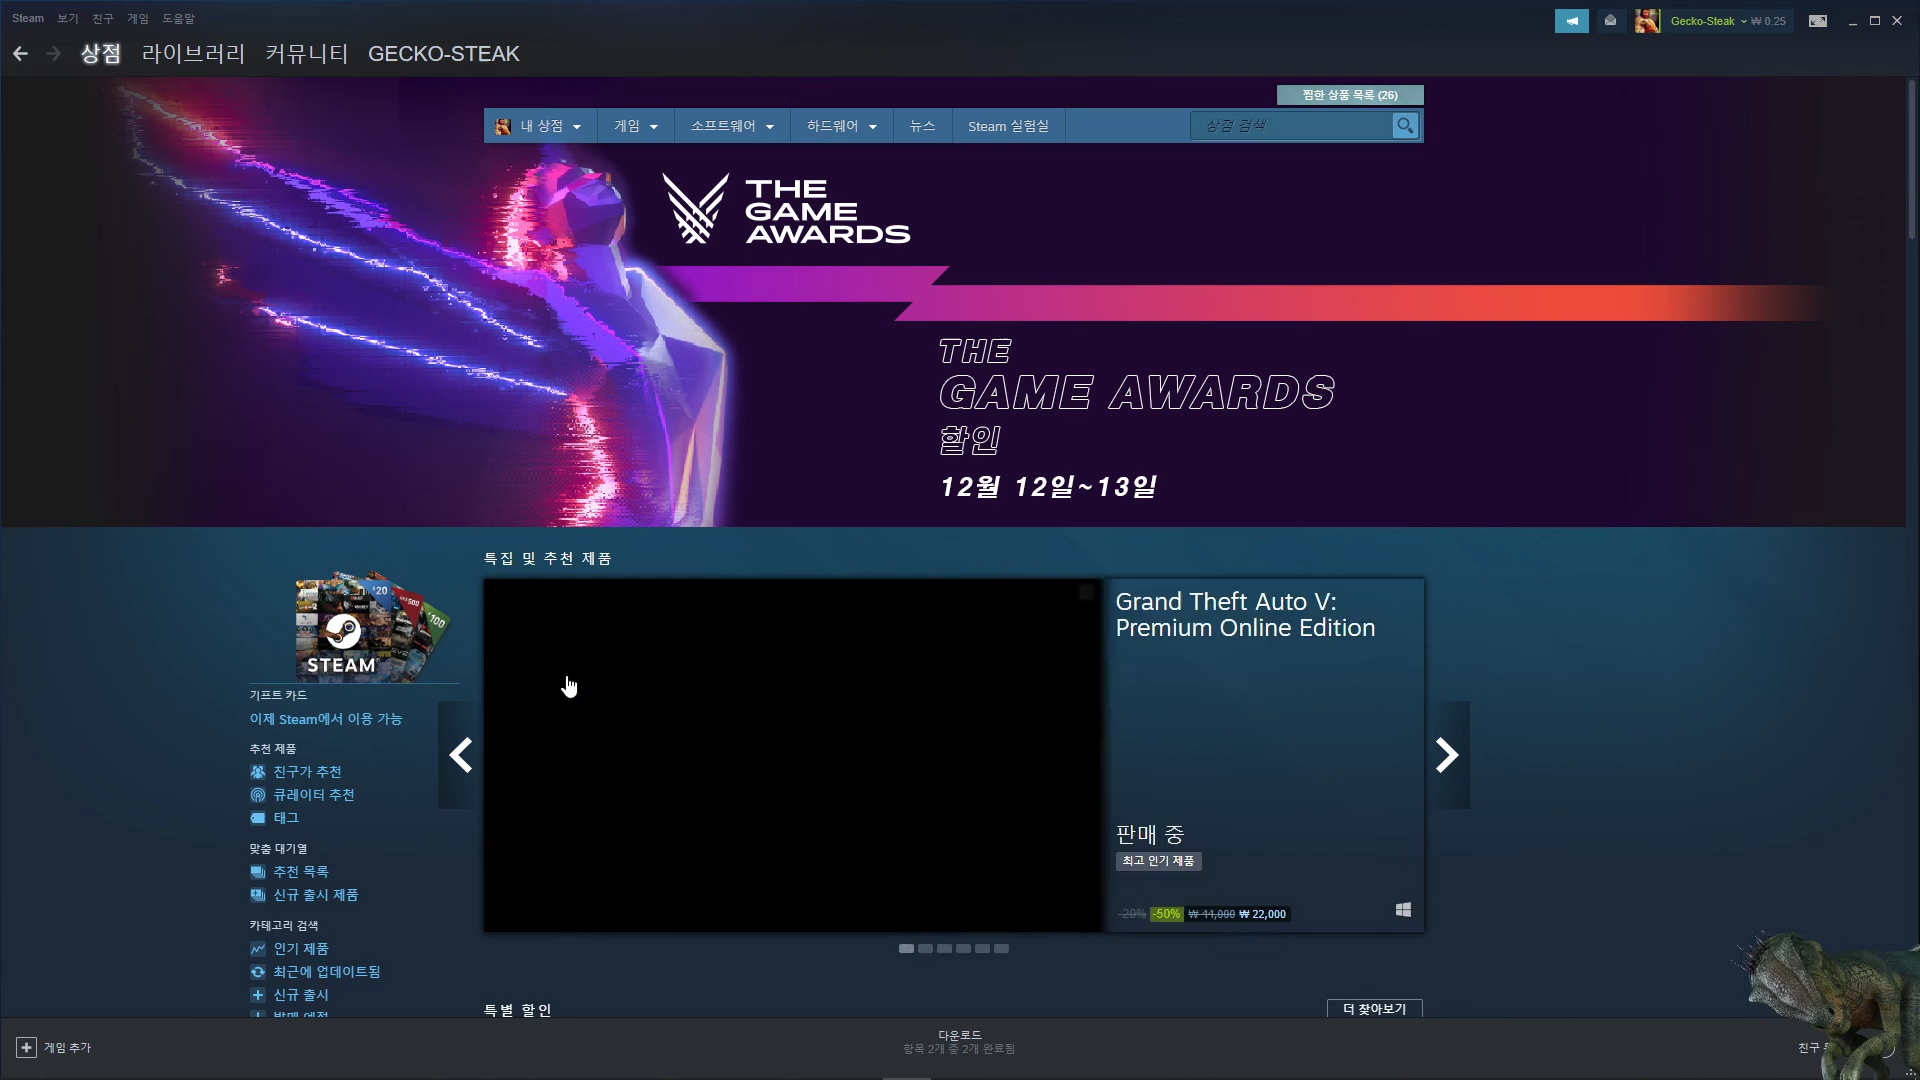 Steam 보기 친구 게임 도움말
Gecko-Steak ₩ 0.25
상점 라이브러리 커뮤니티 GECKO-STEAK
찜한 상품 목록 (26)
내 상점 게임 소프트웨어 하드웨어 뉴스 Steam 실험실 상점 검색
THE
GAME
AWARDS
THE
GAME AWARDS
할인
12월 12일~13일
특집 및 추천 제품
STEAM
기프트 카드
이제 Steam에서 이용 가능
추천 제품
친구가 추천
큐레이터 추천
태그
맞춤 대기열
추천 목록
신규 출시 제품
카테고리 검색
인기 제품
최근에 업데이트됨
신규 출시
Grand Theft Auto V:
Premium Online Edition
판매 중
최고 인기 제품
-20% -50% ₩ 44,000 ₩ 22,000
특별 할인
더 찾아보기
게임 추가
다운로드
항목 2개 중 2개 완료됨
친구